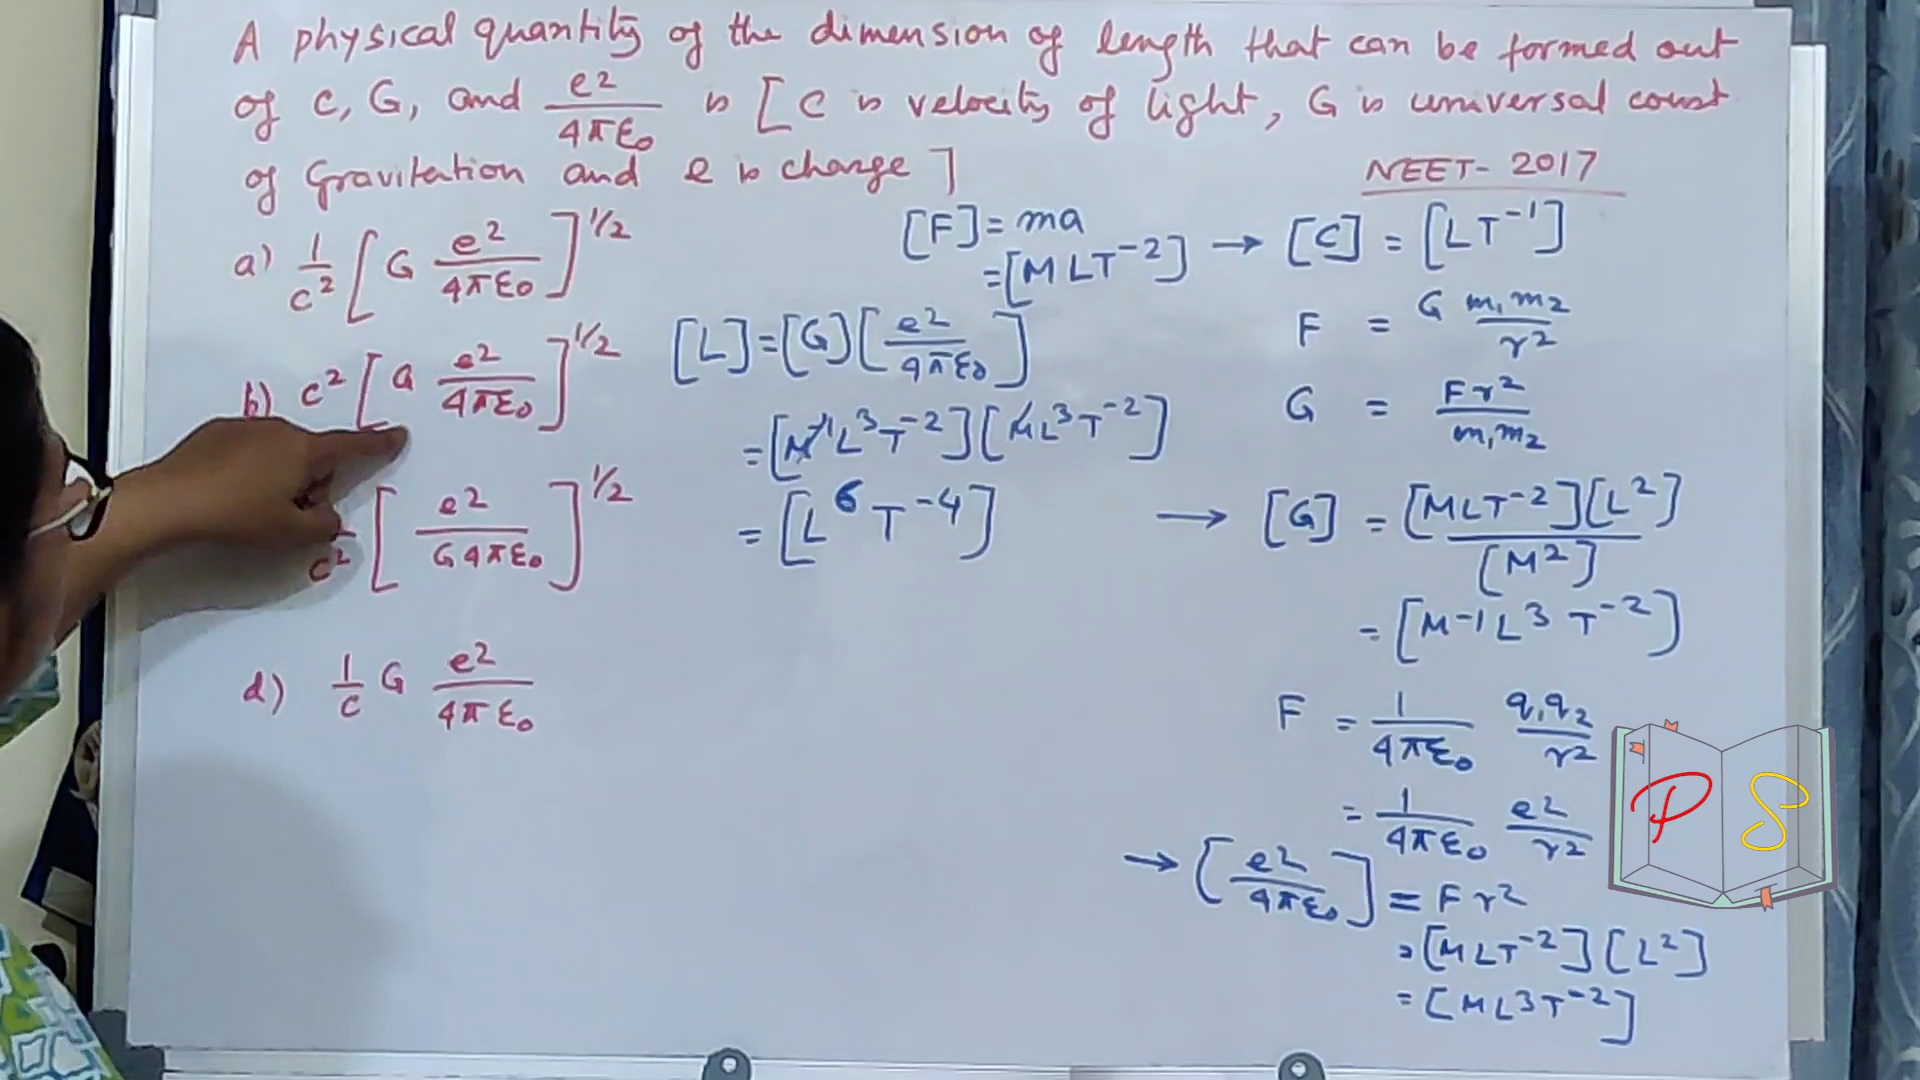 A physical quantity of the dimension of length that can be formed out
of c, G, and e²/4πε₀ is [C is velocity of light, G is universal const
of Gravitation and e is charge]
NEET- 2017
a) 1/c² [G e²/4πε₀]^1/2
b) c² [G e²/4πε₀]^1/2
1/c² [e²/G4πε₀]^1/2
d) 1/c G e²/4πε₀
[F] = ma
= [MLT⁻²]
[L] = [G][e²/4πε₀]
= [M⁻¹L³T⁻²][ML³T⁻²]
= [L⁶T⁻⁴]
→ [C] = [LT⁻¹]
F = G m₁m₂/r²
G = Fr²/m₁m₂
→ [G] = [MLT⁻²][L²]/[M²]
= [M⁻¹L³T⁻²]
F = 1/4πε₀ q₁q₂/r²
= 1/4πε₀ e²/r²
→ [e²/4πε₀] = Fr²
= [MLT⁻²][L²]
= [ML³T⁻²]
P S